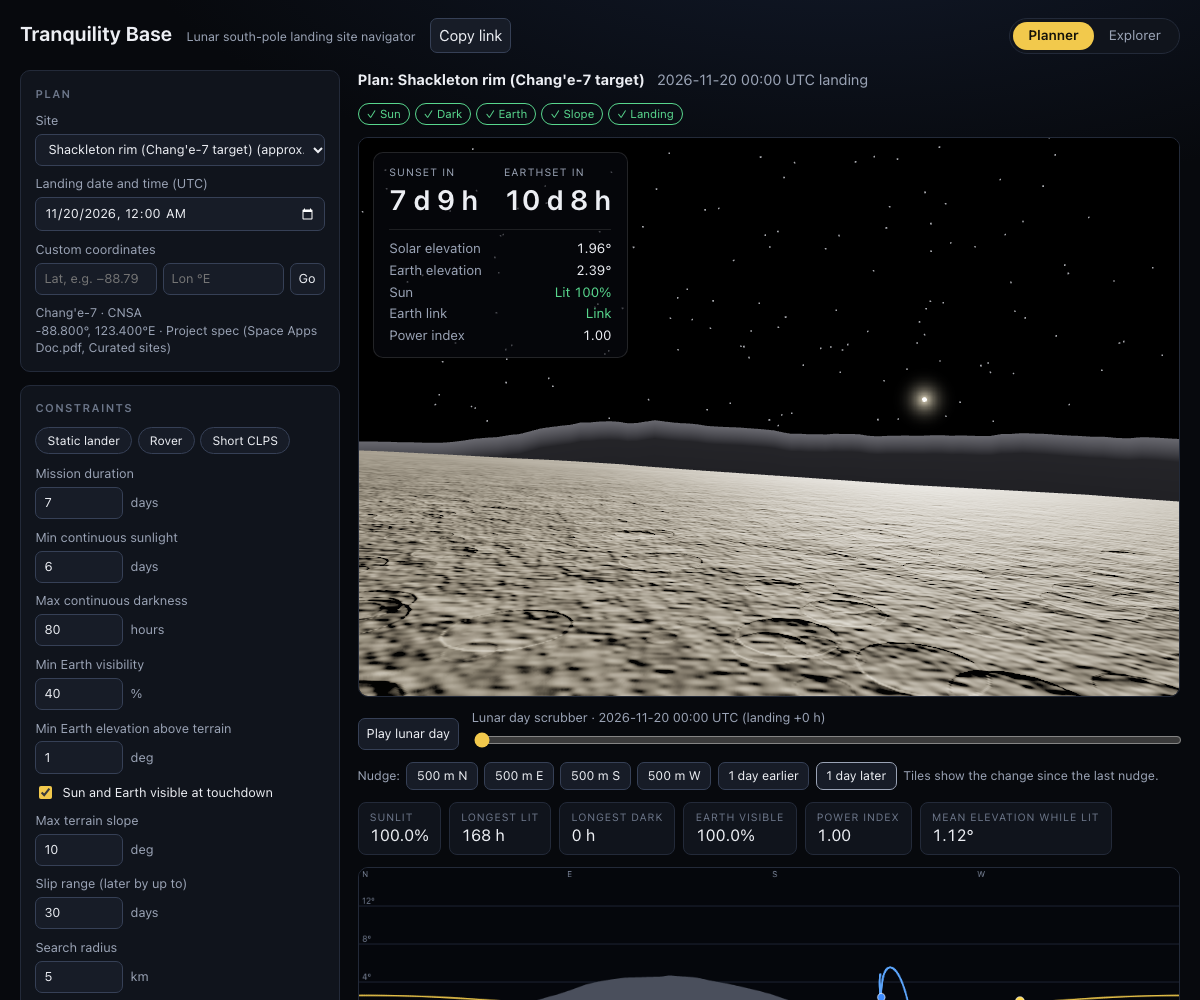 Tranquility Base
Lunar south-pole landing site navigator
Copy link
Planner
Explorer
PLAN
Site
Shackleton rim (Chang'e-7 target) (approx.
Landing date and time (UTC)
11/20/2026, 12:00 AM
Custom coordinates
Lat, e.g. −88.79
Lon °E
Go
Chang'e-7 · CNSA
-88.800°, 123.400°E · Project spec (Space Apps
Doc.pdf, Curated sites)
CONSTRAINTS
Static lander
Rover
Short CLPS
Mission duration
7 days
Min continuous sunlight
6 days
Max continuous darkness
80 hours
Min Earth visibility
40 %
Min Earth elevation above terrain
1 deg
Sun and Earth visible at touchdown
Max terrain slope
10 deg
Slip range (later by up to)
30 days
Search radius
5 km
Plan: Shackleton rim (Chang'e-7 target) 2026-11-20 00:00 UTC landing
✓ Sun
✓ Dark
✓ Earth
✓ Slope
✓ Landing
SUNSET IN
7 d 9 h
EARTHSET IN
10 d 8 h
Solar elevation 1.96°
Earth elevation 2.39°
Sun Lit 100%
Earth link Link
Power index 1.00
Play lunar day
Lunar day scrubber · 2026-11-20 00:00 UTC (landing +0 h)
Nudge:
500 m N
500 m E
500 m S
500 m W
1 day earlier
1 day later
Tiles show the change since the last nudge.
SUNLIT
100.0%
LONGEST LIT
168 h
LONGEST DARK
0 h
EARTH VISIBLE
100.0%
POWER INDEX
1.00
MEAN ELEVATION WHILE LIT
1.12°
N
E
S
W
12°
8°
4°